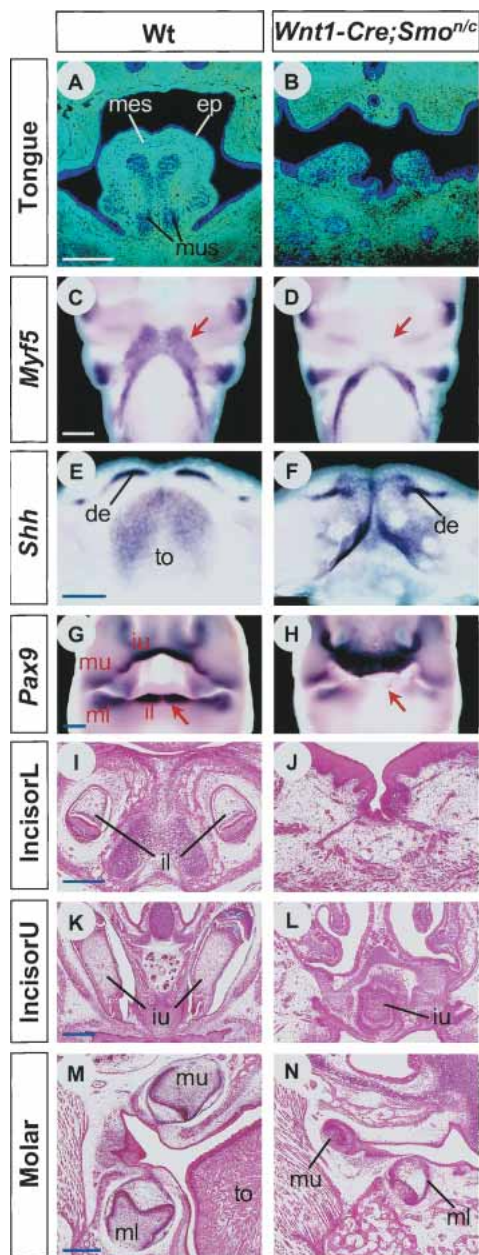 Wt Wnt1-Cre;Smo^n/c
Tongue
A mes ep mus
B
Myf5
C
D
Shh
E de to
F de
Pax9
G iu mu ml il
H
IncisorL
I il
J
IncisorU
K iu
L iu
Molar
M mu ml to
N mu ml